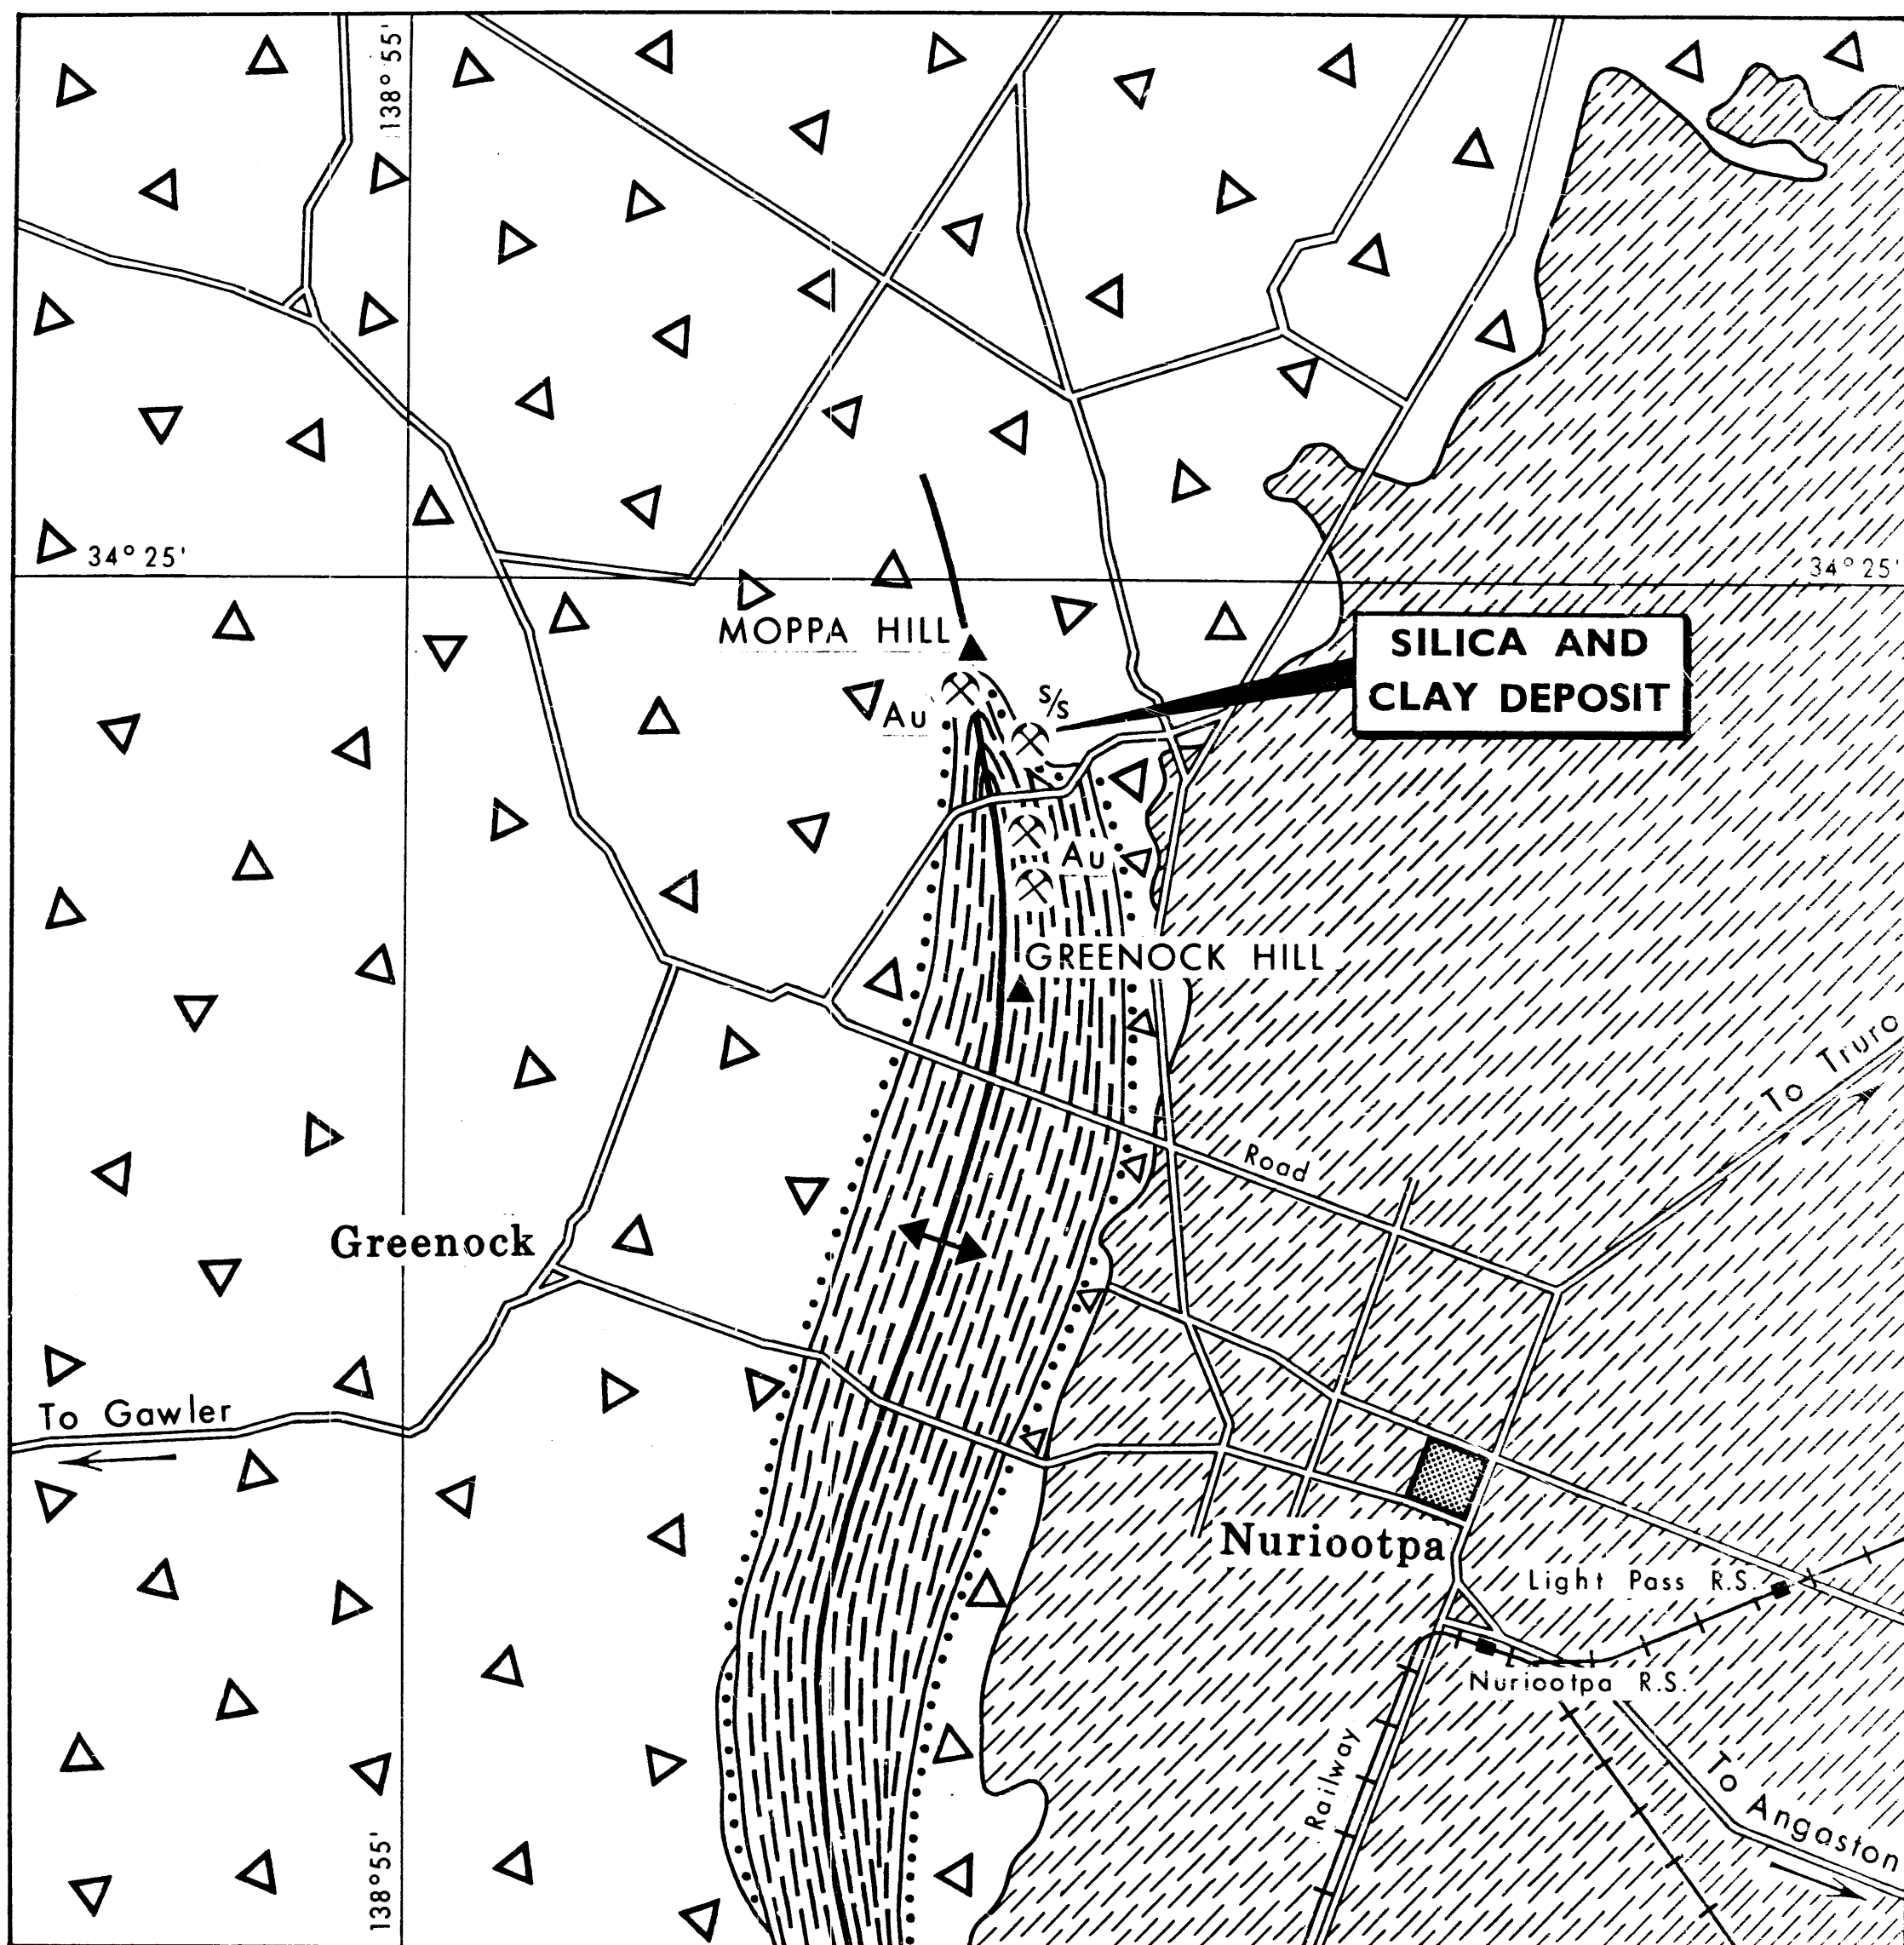 138° 55'
34° 25'
34° 25'
MOPPA HILL
SILICA AND
CLAY DEPOSIT
s/s
Au
Au
GREENOCK HILL
To Truro
Road
Greenock
To Gawler
Nuriootpa
Light Pass R.S.
Nuriootpa R.S.
Railway
To Angaston
138° 55'